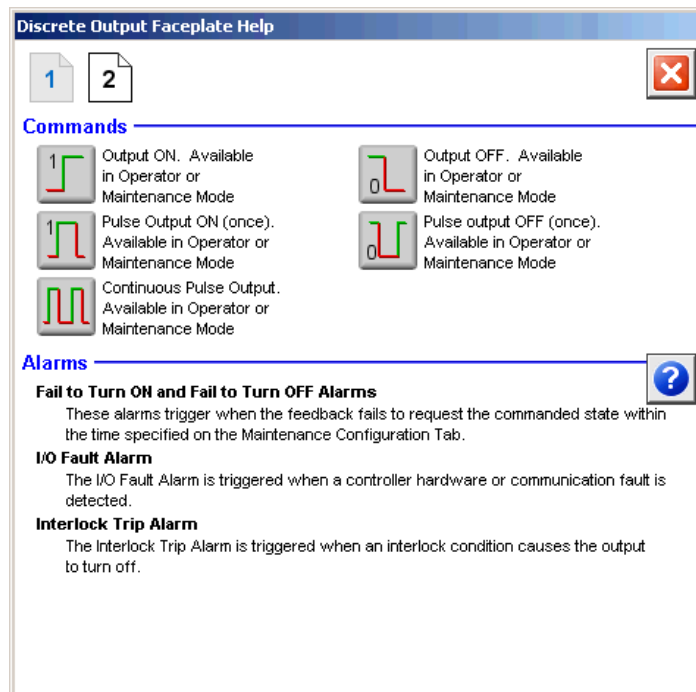 Discrete Output Faceplate Help
1 2
Commands
1
Output ON. Available
in Operator or
Maintenance Mode
0
Output OFF. Available
in Operator or
Maintenance Mode
1
Pulse Output ON (once).
Available in Operator or
Maintenance Mode
0
Pulse output OFF (once).
Available in Operator or
Maintenance Mode
Continuous Pulse Output.
Available in Operator or
Maintenance Mode
Alarms
?
Fail to Turn ON and Fail to Turn OFF Alarms
These alarms trigger when the feedback fails to request the commanded state within
the time specified on the Maintenance Configuration Tab.
I/O Fault Alarm
The I/O Fault Alarm is triggered when a controller hardware or communication fault is
detected.
Interlock Trip Alarm
The Interlock Trip Alarm is triggered when an interlock condition causes the output
to turn off.